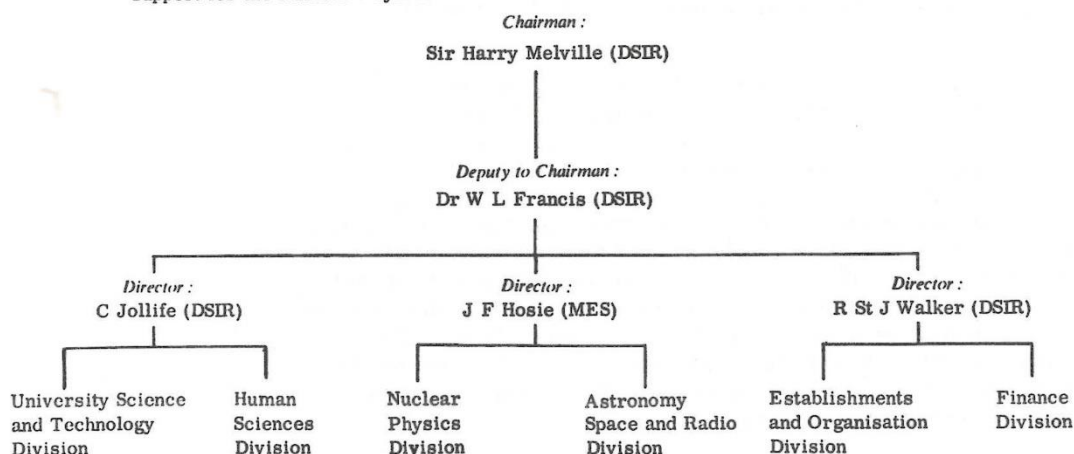 Chairman :
Sir Harry Melville (DSIR)
Deputy to Chairman :
Dr W L Francis (DSIR)
Director :
C Jollife (DSIR)
Director :
J F Hosie (MES)
Director :
R St J Walker (DSIR)
University Science
and Technology
Division
Human
Sciences
Division
Nuclear
Physics
Division
Astronomy
Space and Radio
Division
Establishments
and Organisation
Division
Finance
Division